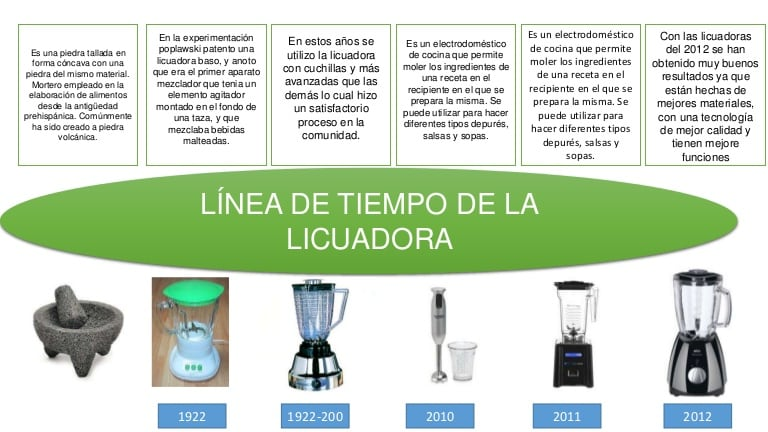 Es una piedra tallada en
forma cóncava con una
piedra del mismo material.
Mortero empleado en la
elaboración de alimentos
desde la antigüedad
prehispánica. Comúnmente
ha sido creado a piedra
volcánica.
En la experimentación
poplawski patento una
licuadora baso, y anoto
que era el primer aparato
mezclador que tenia un
elemento agitador
montado en el fondo de
una taza, y que
mezclaba bebidas
malteadas.
En estos años se
utilizo la licuadora
con cuchillas y más
avanzadas que las
demás lo cual hizo
un satisfactorio
proceso en la
comunidad.
Es un electrodoméstico
de cocina que permite
moler los ingredientes de
una receta en el
recipiente en el que se
prepara la misma. Se
puede utilizar para hacer
diferentes tipos depurés,
salsas y sopas.
Es un electrodoméstico
de cocina que permite
moler los ingredientes
de una receta en el
recipiente en el que se
prepara la misma. Se
puede utilizar para
hacer diferentes tipos
depurés, salsas y
sopas.
Con las licuadoras
del 2012 se han
obtenido muy buenos
resultados ya que
están hechas de
mejores materiales,
con una tecnología
de mejor calidad y
tienen mejore
funciones
LÍNEA DE TIEMPO DE LA
LICUADORA
1922
1922-200
2010
2011
2012